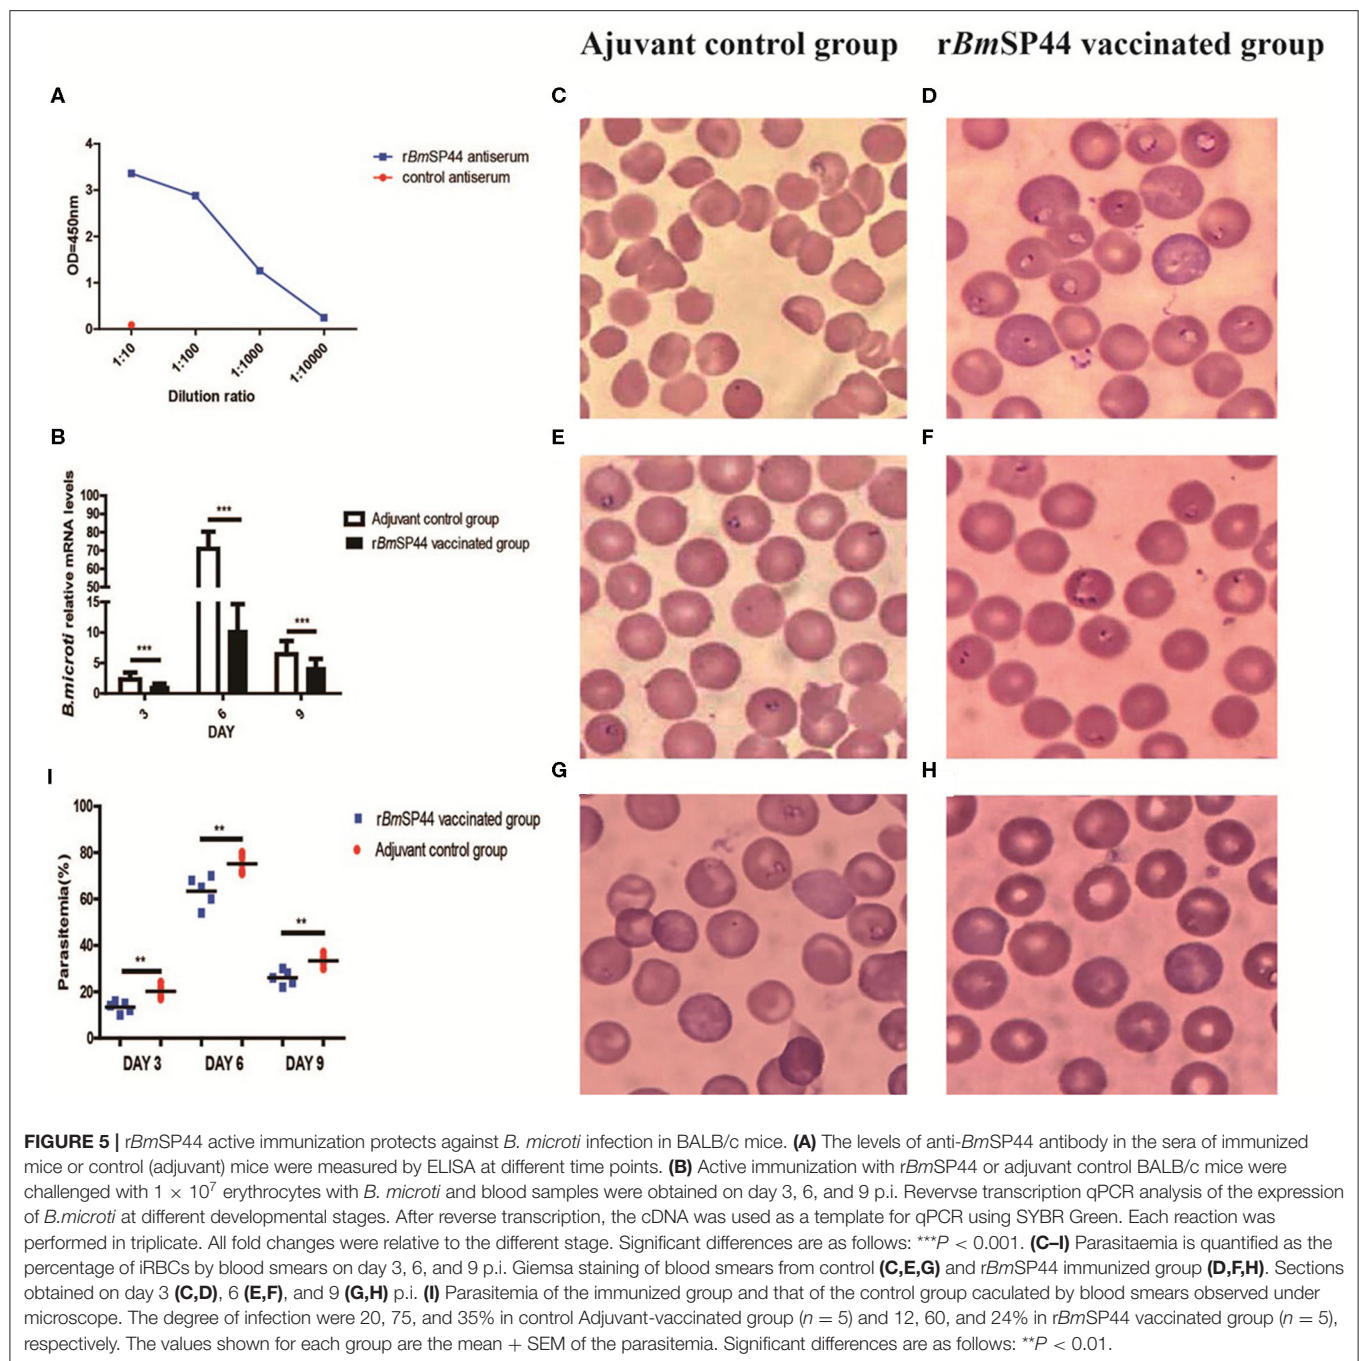 Ajuvant control group
rBmSP44 vaccinated group
A
4
3
2
1
0
OD=450nm
1:10
1:100
1:1000
1:10000
Dilution ratio
rBmSP44 antiserum
control antiserum
B
100
90
80
70
60
50
15
10
5
0
B.microti relative mRNA levels
***
***
***
3
6
9
DAY
Adjuvant control group
rBmSP44 vaccinated group
I
100
80
60
40
20
0
Parasitemia(%)
**
**
**
DAY 3
DAY 6
DAY 9
rBmSP44 vaccinated group
Adjuvant control group
C
D
E
F
G
H
FIGURE 5 | rBmSP44 active immunization protects against B. microti infection in BALB/c mice. (A) The levels of anti-BmSP44 antibody in the sera of immunized
mice or control (adjuvant) mice were measured by ELISA at different time points. (B) Active immunization with rBmSP44 or adjuvant control BALB/c mice were
challenged with 1 × 10⁷ erythrocytes with B. microti and blood samples were obtained on day 3, 6, and 9 p.i. Revervse transcription qPCR analysis of the expression
of B.microti at different developmental stages. After reverse transcription, the cDNA was used as a template for qPCR using SYBR Green. Each reaction was
performed in triplicate. All fold changes were relative to the different stage. Significant differences are as follows: ***P < 0.001. (C–I) Parasitaemia is quantified as the
percentage of iRBCs by blood smears on day 3, 6, and 9 p.i. Giemsa staining of blood smears from control (C,E,G) and rBmSP44 immunized group (D,F,H). Sections
obtained on day 3 (C,D), 6 (E,F), and 9 (G,H) p.i. (I) Parasitemia of the immunized group and that of the control group caculated by blood smears observed under
microscope. The degree of infection were 20, 75, and 35% in control Adjuvant-vaccinated group (n = 5) and 12, 60, and 24% in rBmSP44 vaccinated group (n = 5),
respectively. The values shown for each group are the mean + SEM of the parasitemia. Significant differences are as follows: **P < 0.01.